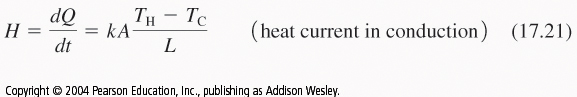 H = dQ/dt = kA (T_H − T_C)/L (heat current in conduction) (17.21)
Copyright © 2004 Pearson Education, Inc., publishing as Addison Wesley.